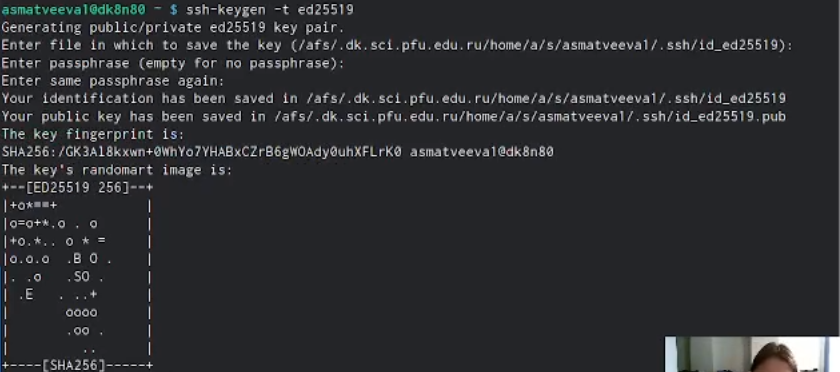 asmatveeva1@dk8n80 ~ $ ssh-keygen -t ed25519
Generating public/private ed25519 key pair.
Enter file in which to save the key (/afs/.dk.sci.pfu.edu.ru/home/a/s/asmatveeva1/.ssh/id_ed25519):
Enter passphrase (empty for no passphrase):
Enter same passphrase again:
Your identification has been saved in /afs/.dk.sci.pfu.edu.ru/home/a/s/asmatveeva1/.ssh/id_ed25519
Your public key has been saved in /afs/.dk.sci.pfu.edu.ru/home/a/s/asmatveeva1/.ssh/id_ed25519.pub
The key fingerprint is:
SHA256:/GK3Al8kxwn+0WhYo7YHABxCZrB6gWOAdy0uhXFLrK0 asmatveeva1@dk8n80
The key's randomart image is:
+--[ED25519 256]--+
|+o*==+           |
|o=o+*.o . o      |
|+o.*.. o * =     |
|o.o.o  .B O .    |
|. .o   .SO .     |
| .E   . ..+      |
|       oooo      |
|       .oo .     |
|         ..      |
+----[SHA256]-----+